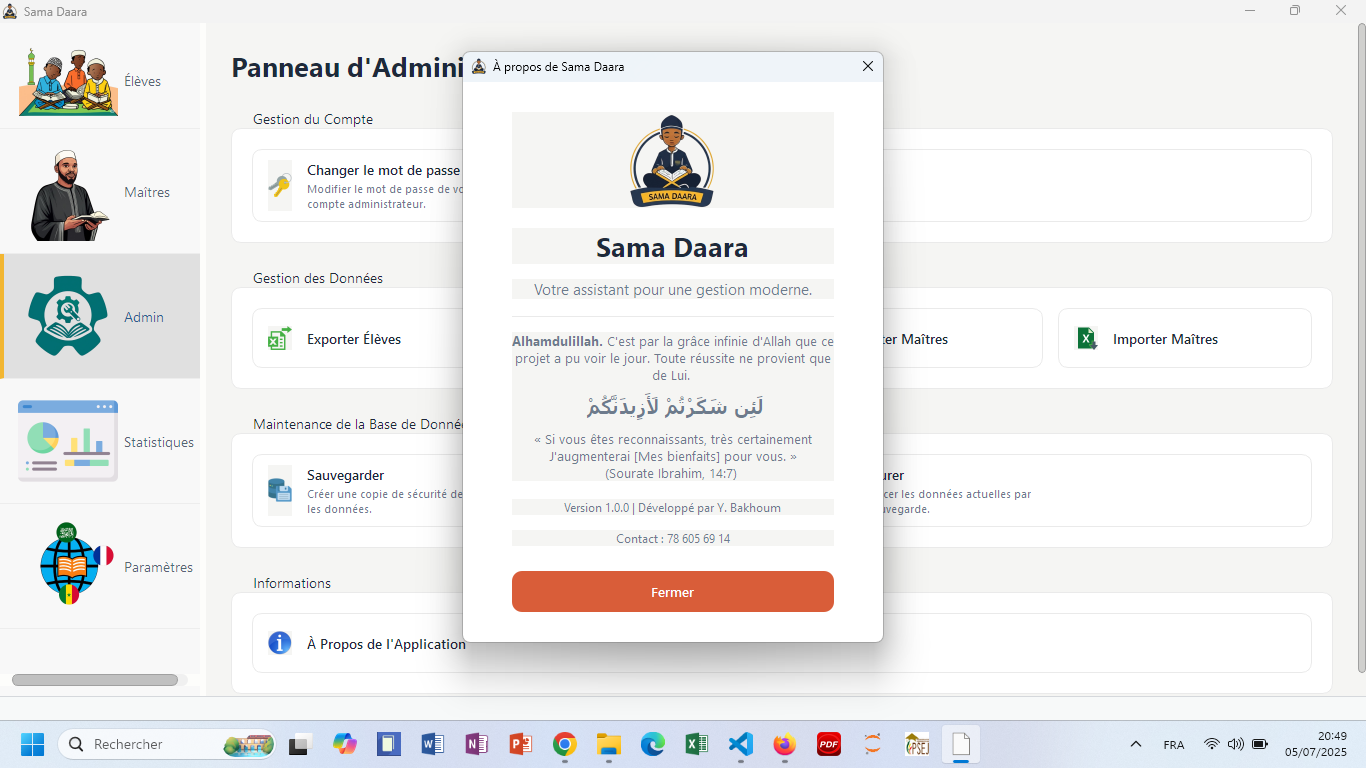 Sama Daara
Élèves
Maitres
Admin
Statistiques
Paramètres
Panneau d'Admini
Gestion du Compte
Changer le mot de passe
Modifier le mot de passe de vo
compte administrateur.
Gestion des Données
Exporter Élèves
er Maîtres
Importer Maîtres
Maintenance de la Base de Donné
Sauvegarder
Créer une copie de sécurité de
les données.
urer
cer les données actuelles par
uvegarde.
Informations
À Propos de l'Application
À propos de Sama Daara
SAMA DAARA
Sama Daara
Votre assistant pour une gestion moderne.
Alhamdulillah. C'est par la grâce infinie d'Allah que ce
projet a pu voir le jour. Toute réussite ne provient que
de Lui.
لَئِن شَكَرْتُمْ لَأَزِيدَنَّكُمْ
« Si vous êtes reconnaissants, très certainement
J'augmenterai [Mes bienfaits] pour vous. »
(Sourate Ibrahim, 14:7)
Version 1.0.0 | Développé par Y. Bakhoum
Contact : 78 605 69 14
Fermer
Rechercher
PDF
PSEJ
FRA
20:49
05/07/2025